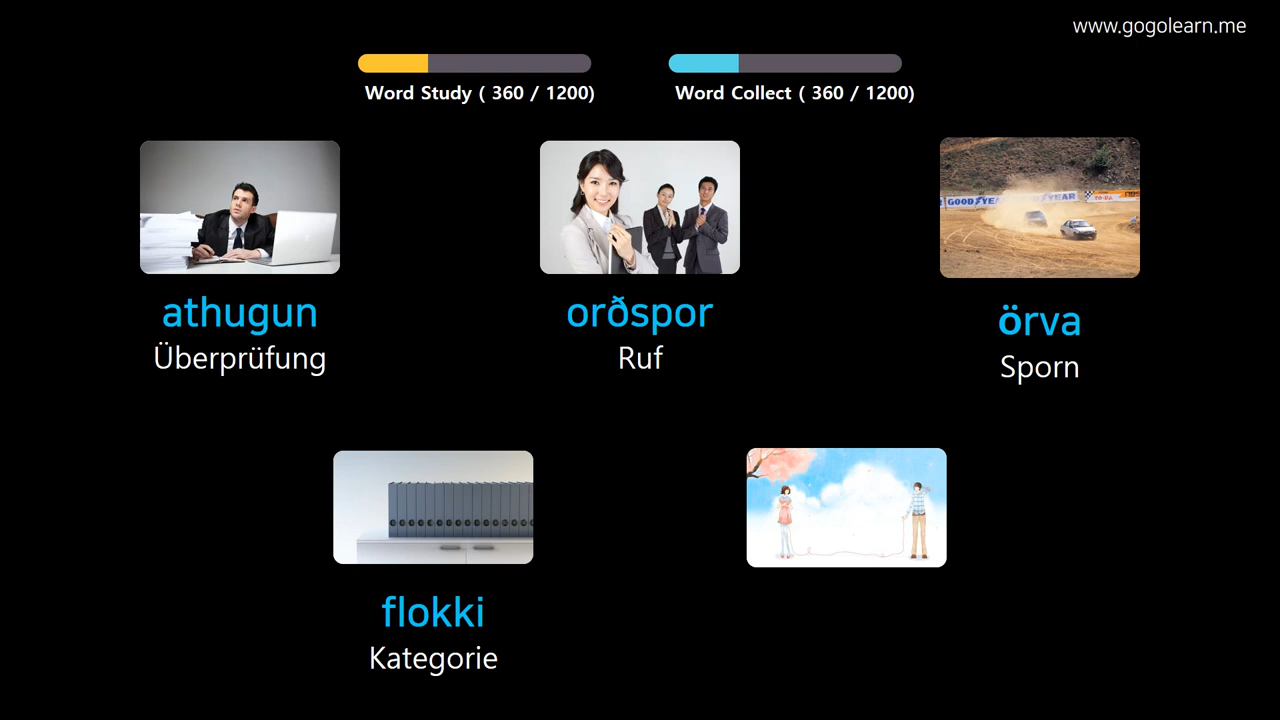 www.gogolearn.me
Word Study ( 360 / 1200)
Word Collect ( 360 / 1200)
GOODYEAR
athugun
Überprüfung
orðspor
Ruf
örva
Sporn
flokki
Kategorie